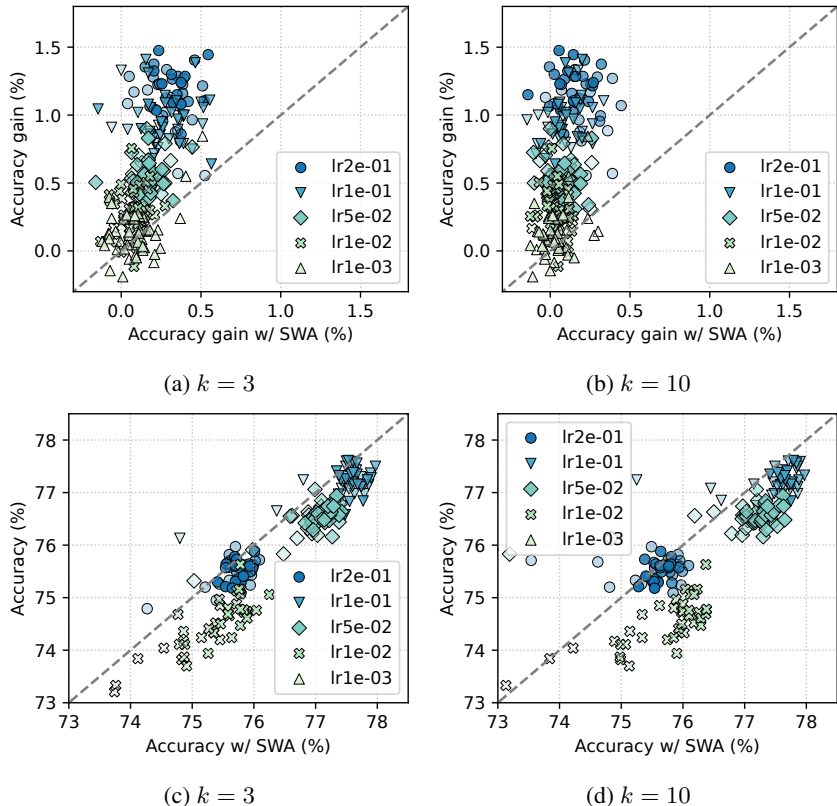 1.5
1.0
0.5
0.0
Accuracy gain (%)
lr2e-01
lr1e-01
lr5e-02
lr1e-02
lr1e-03
0.0 0.5 1.0 1.5
Accuracy gain w/ SWA (%)
(a) k = 3
1.5
1.0
0.5
0.0
Accuracy gain (%)
lr2e-01
lr1e-01
lr5e-02
lr1e-02
lr1e-03
0.0 0.5 1.0 1.5
Accuracy gain w/ SWA (%)
(b) k = 10
78
77
76
75
74
73
Accuracy (%)
lr2e-01
lr1e-01
lr5e-02
lr1e-02
lr1e-03
73 74 75 76 77 78
Accuracy w/ SWA (%)
(c) k = 3
78
77
76
75
74
73
Accuracy (%)
lr2e-01
lr1e-01
lr5e-02
lr1e-02
lr1e-03
73 74 75 76 77 78
Accuracy w/ SWA (%)
(d) k = 10